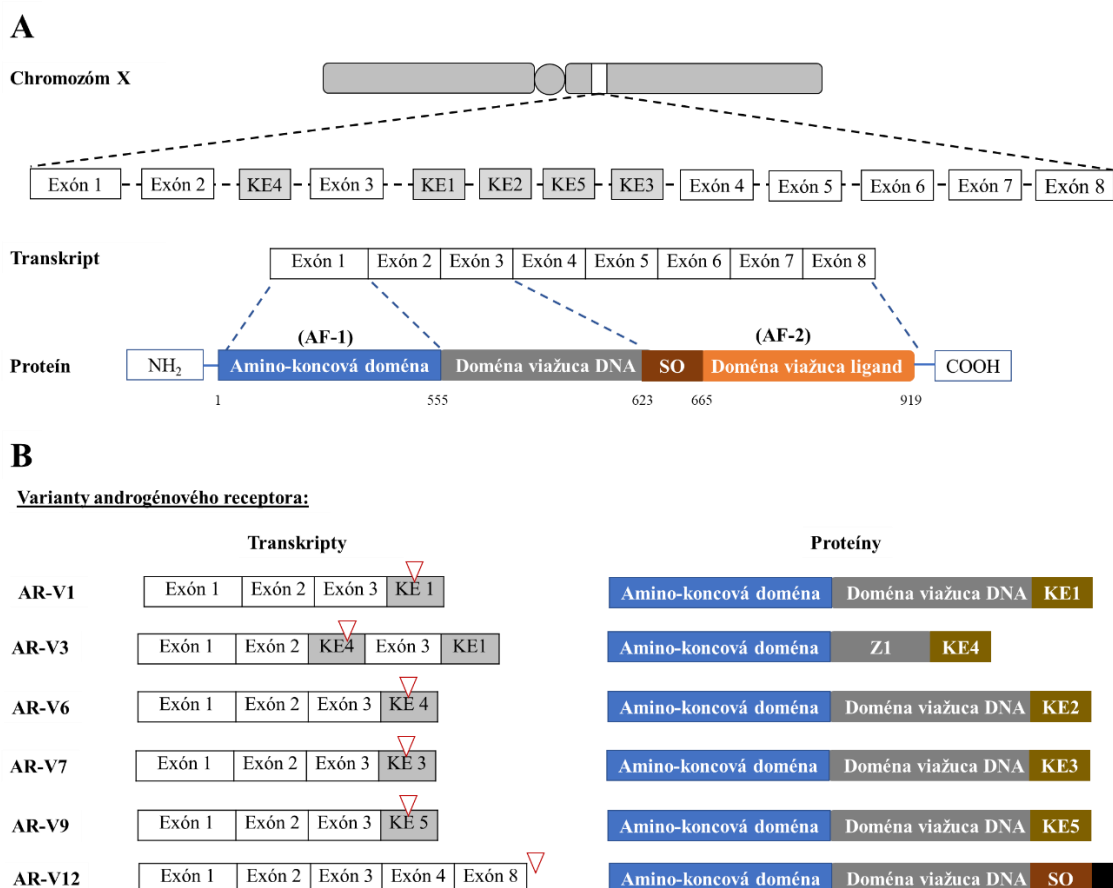 A
Chromozóm X
Exón 1 Exón 2 KE4 Exón 3 KE1 KE2 KE5 KE3 Exón 4 Exón 5 Exón 6 Exón 7 Exón 8
Transkript
Exón 1 Exón 2 Exón 3 Exón 4 Exón 5 Exón 6 Exón 7 Exón 8
(AF-1) (AF-2)
Proteín NH₂ Amino-koncová doména Doména viažuca DNA SO Doména viažuca ligand COOH
1 555 623 665 919
B
Varianty androgénového receptora:
Transkripty Proteíny
AR-V1 Exón 1 Exón 2 Exón 3 KE 1 Amino-koncová doména Doména viažuca DNA KE1
AR-V3 Exón 1 Exón 2 KE4 Exón 3 KE1 Amino-koncová doména Z1 KE4
AR-V6 Exón 1 Exón 2 Exón 3 KE 4 Amino-koncová doména Doména viažuca DNA KE2
AR-V7 Exón 1 Exón 2 Exón 3 KE 3 Amino-koncová doména Doména viažuca DNA KE3
AR-V9 Exón 1 Exón 2 Exón 3 KE 5 Amino-koncová doména Doména viažuca DNA KE5
AR-V12 Exón 1 Exón 2 Exón 3 Exón 4 Exón 8 Amino-koncová doména Doména viažuca DNA SO